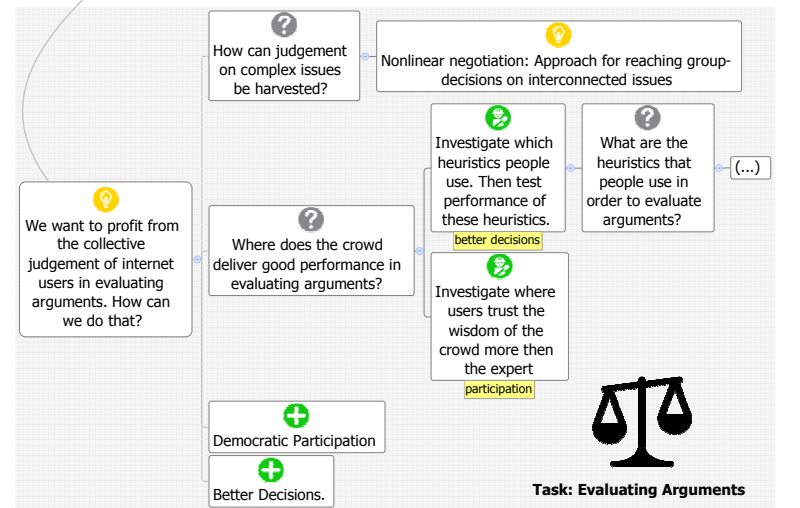 How can judgement
on complex issues
be harvested?
Nonlinear negotiation: Approach for reaching group-
decisions on interconnected issues
We want to profit from
the collective
judgement of internet
users in evaluating
arguments. How can
we do that?
Where does the crowd
deliver good performance in
evaluating arguments?
Investigate which
heuristics people
use. Then test
performance of
these heuristics.
better decisions
What are the
heuristics that
people use in
order to evaluate
arguments?
(...)
Investigate where
users trust the
wisdom of the
crowd more then
the expert
participation
Democratic Participation
Better Decisions.
Task: Evaluating Arguments